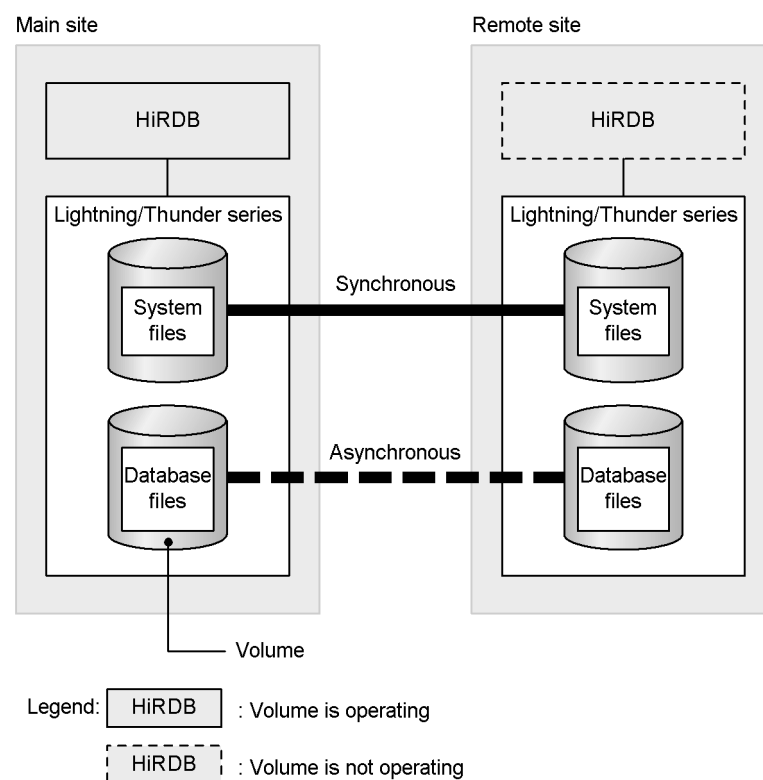 Main site
Remote site
HiRDB
HiRDB
Lightning/Thunder series
Lightning/Thunder series
Synchronous
System
files
System
files
Asynchronous
Database
files
Database
files
Volume
Legend:
HiRDB
: Volume is operating
HiRDB
: Volume is not operating